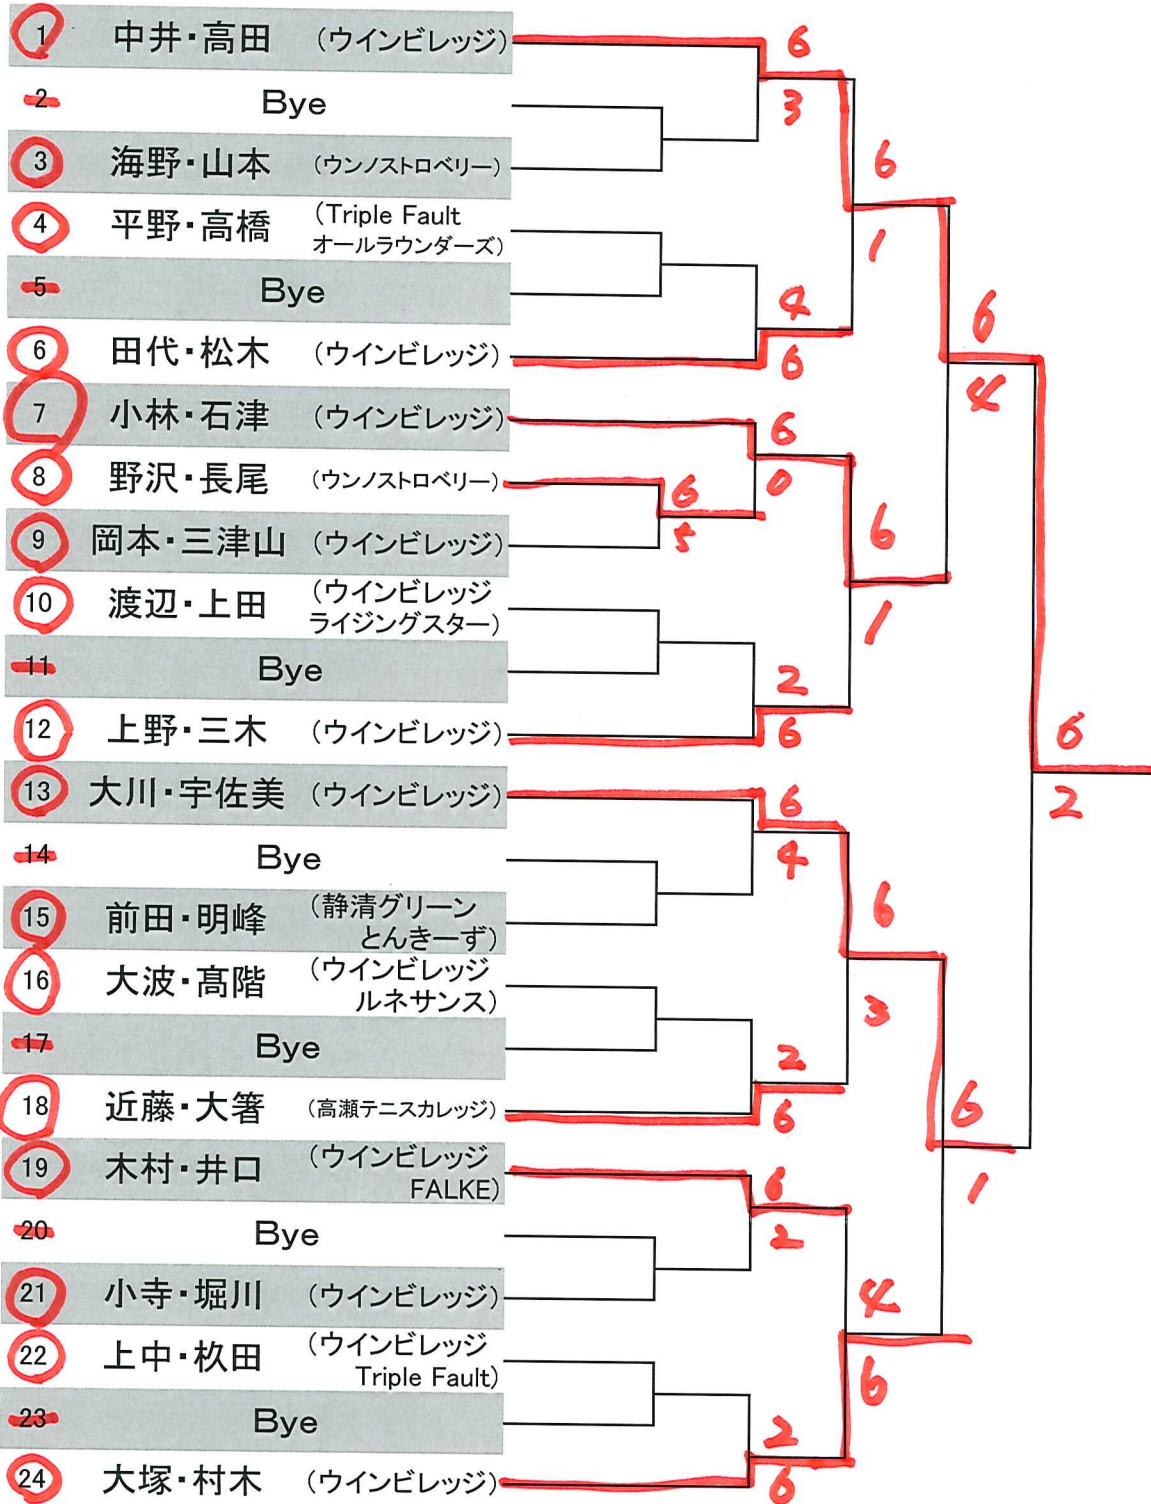 1 中井・高田 (ウインビレッジ)
2 Bye
3 海野・山本 (ウンノストロベリー)
4 平野・高橋 (Triple Fault
オールラウンダーズ)
5 Bye
6 田代・松木 (ウインビレッジ)
7 小林・石津 (ウインビレッジ)
8 野沢・長尾 (ウンノストロベリー)
9 岡本・三津山 (ウインビレッジ)
10 渡辺・上田 (ウインビレッジ
ライジングスター)
11 Bye
12 上野・三木 (ウインビレッジ)
13 大川・宇佐美 (ウインビレッジ)
14 Bye
15 前田・明峰 (静清グリーン
とんきーず)
16 大波・髙階 (ウインビレッジ
ルネサンス)
17 Bye
18 近藤・大箸 (高瀬テニスカレッジ)
19 木村・井口 (ウインビレッジ
FALKE)
20 Bye
21 小寺・堀川 (ウインビレッジ)
22 上中・杦田 (ウインビレッジ
Triple Fault)
23 Bye
24 大塚・村木 (ウインビレッジ)
6
3
4
6
6
0
6
5
2
6
6
4
2
6
6
2
2
6
6
1
6
1
6
3
4
6
6
4
6
1
6
2